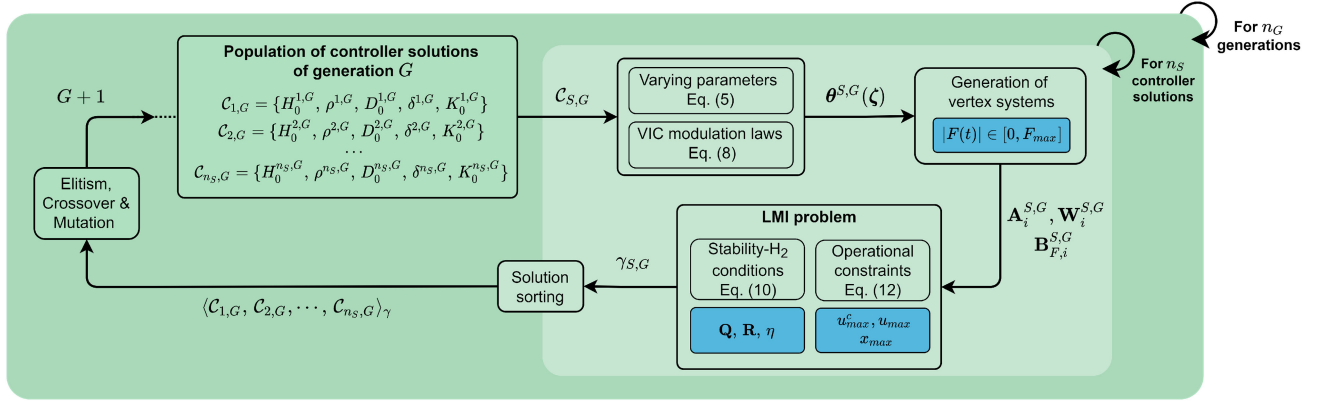 For n_G
generations
For n_S
controller
solutions
G + 1
Population of controller solutions
of generation G
𝒞_{1,G} = {H_0^{1,G}, ρ^{1,G}, D_0^{1,G}, δ^{1,G}, K_0^{1,G}}
𝒞_{2,G} = {H_0^{2,G}, ρ^{2,G}, D_0^{2,G}, δ^{2,G}, K_0^{2,G}}
⋯
𝒞_{n_S,G} = {H_0^{n_S,G}, ρ^{n_S,G}, D_0^{n_S,G}, δ^{n_S,G}, K_0^{n_S,G}}
𝒞_{S,G}
Varying parameters
Eq. (5)
VIC modulation laws
Eq. (8)
θ^{S,G}(ζ)
Generation of
vertex systems
|F(t)| ∈ [0, F_{max}]
A_i^{S,G}, W_i^{S,G}
B_{F,i}^{S,G}
LMI problem
Stability-H₂
conditions
Eq. (10)
Q, R, η
Operational
constraints
Eq. (12)
u_{max}^c, u_{max}
x_{max}
γ_{S,G}
Solution
sorting
⟨𝒞_{1,G}, 𝒞_{2,G}, ⋯, 𝒞_{n_S,G}⟩_γ
Elitism,
Crossover &
Mutation